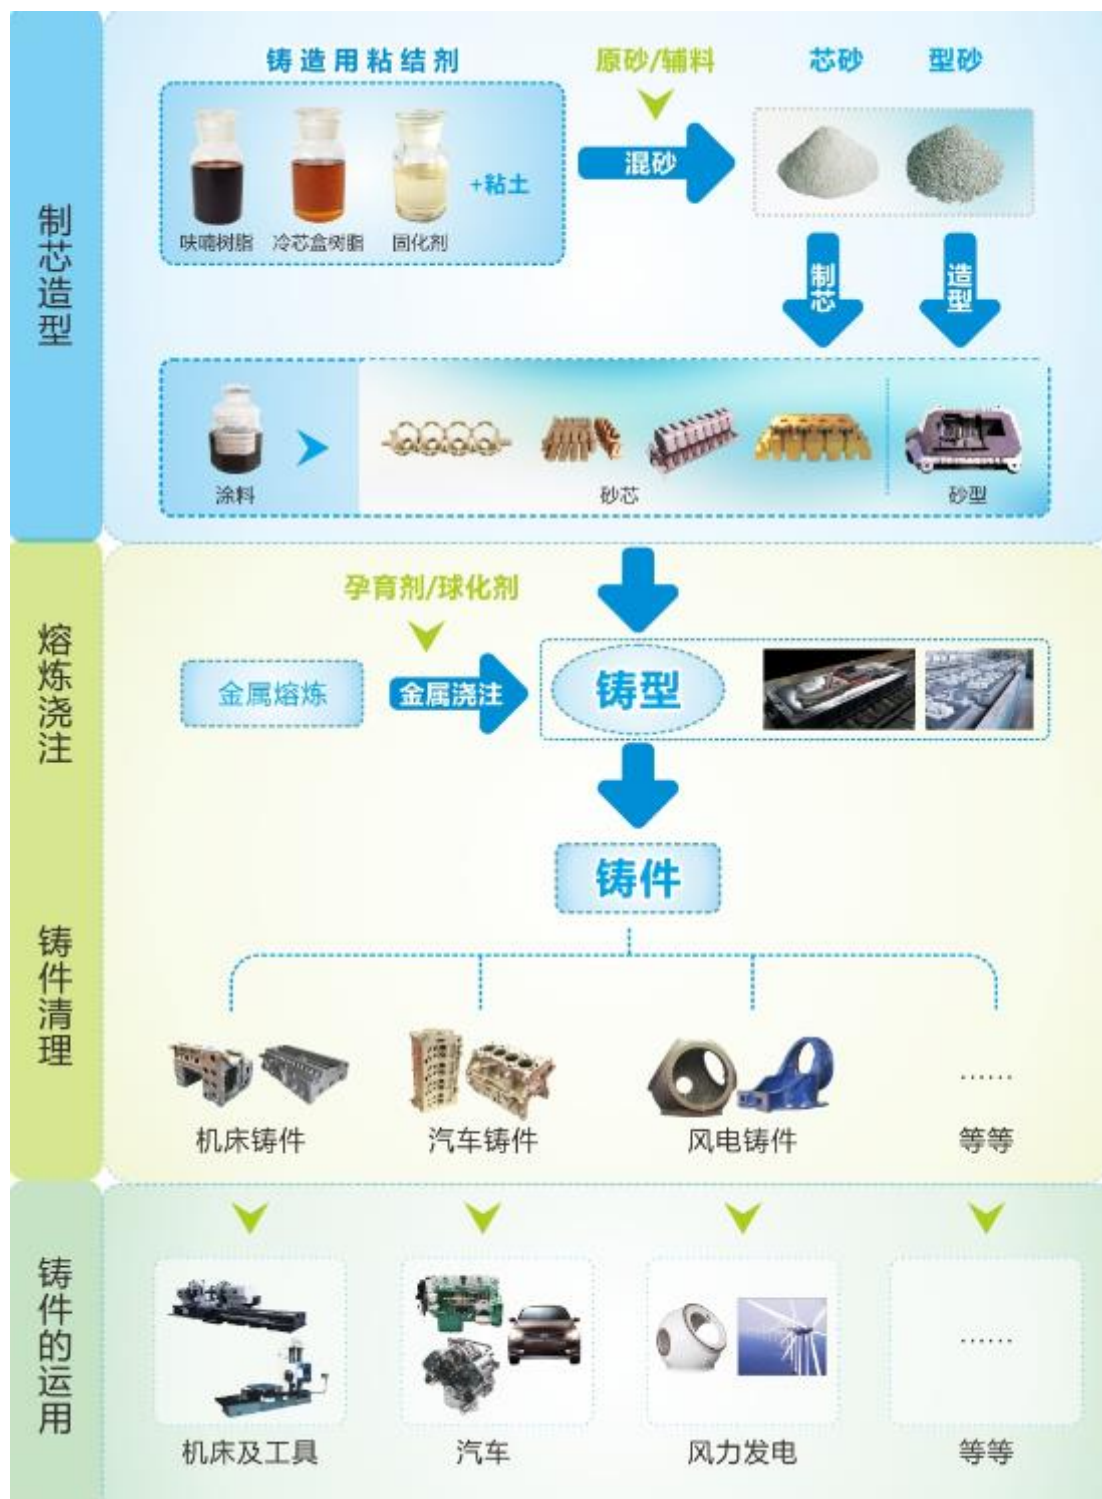 制芯造型
铸造用粘结剂
原砂/辅料
芯砂
型砂
+粘土
混砂
呋喃树脂
冷芯盒树脂
固化剂
制芯
造型
涂料
砂芯
砂型
熔炼浇注
孕育剂/球化剂
金属熔炼
金属浇注
铸型
铸件
铸件清理
......
机床铸件
汽车铸件
风电铸件
等等
铸件的运用
......
机床及工具
汽车
风力发电
等等